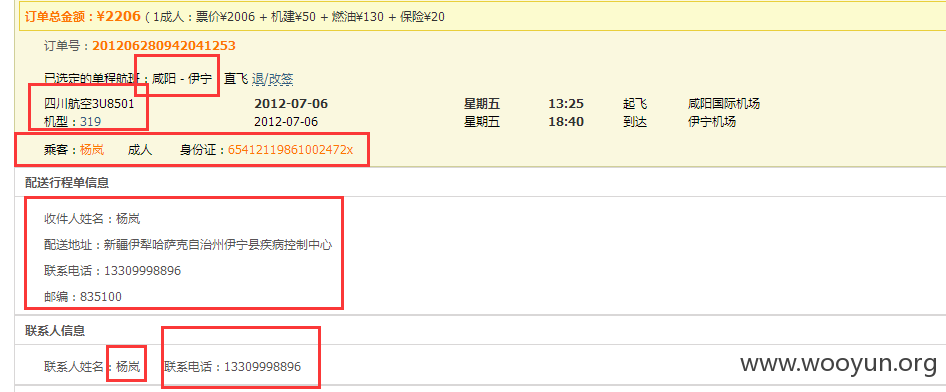 订单总金额：¥2206 ( 1成人：票价¥2006 + 机建¥50 + 燃油¥130 + 保险¥20
订单号：201206280942041253
已选定的单程航班：咸阳 - 伊宁 直飞 退/改签
四川航空3U8501 2012-07-06 星期五 13:25 起飞 咸阳国际机场
机型：319 2012-07-06 星期五 18:40 到达 伊宁机场
乘客：杨岚 成人 身份证：65412119861002472x
配送行程单信息
收件人姓名：杨岚
配送地址：新疆伊犁哈萨克自治州伊宁县疾病控制中心
联系电话：13309998896
邮编：835100
联系人信息
联系人姓名：杨岚 联系电话：13309998896
www.wooyun.org